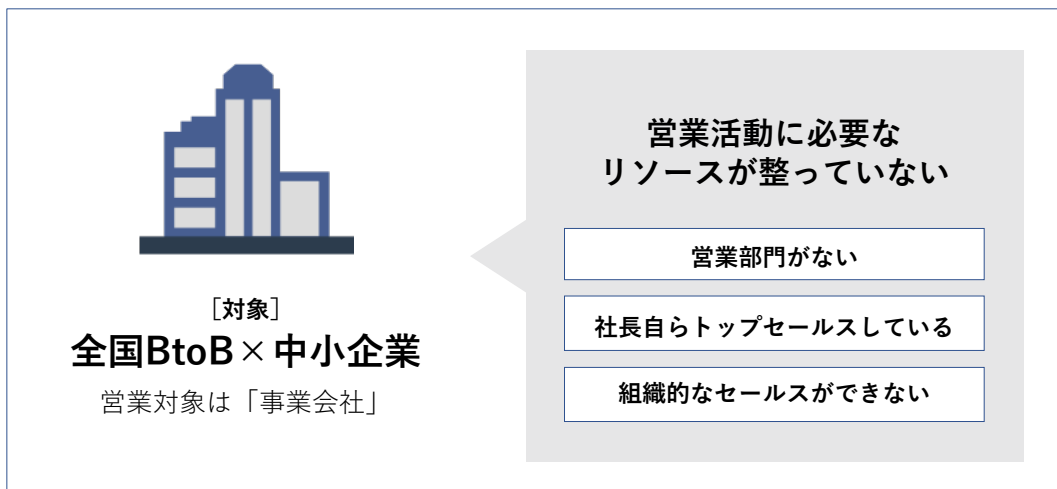 ［対象］
全国BtoB×中小企業
営業対象は「事業会社」
営業活動に必要な
リソースが整っていない
営業部門がない
社長自らトップセールスしている
組織的なセールスができない